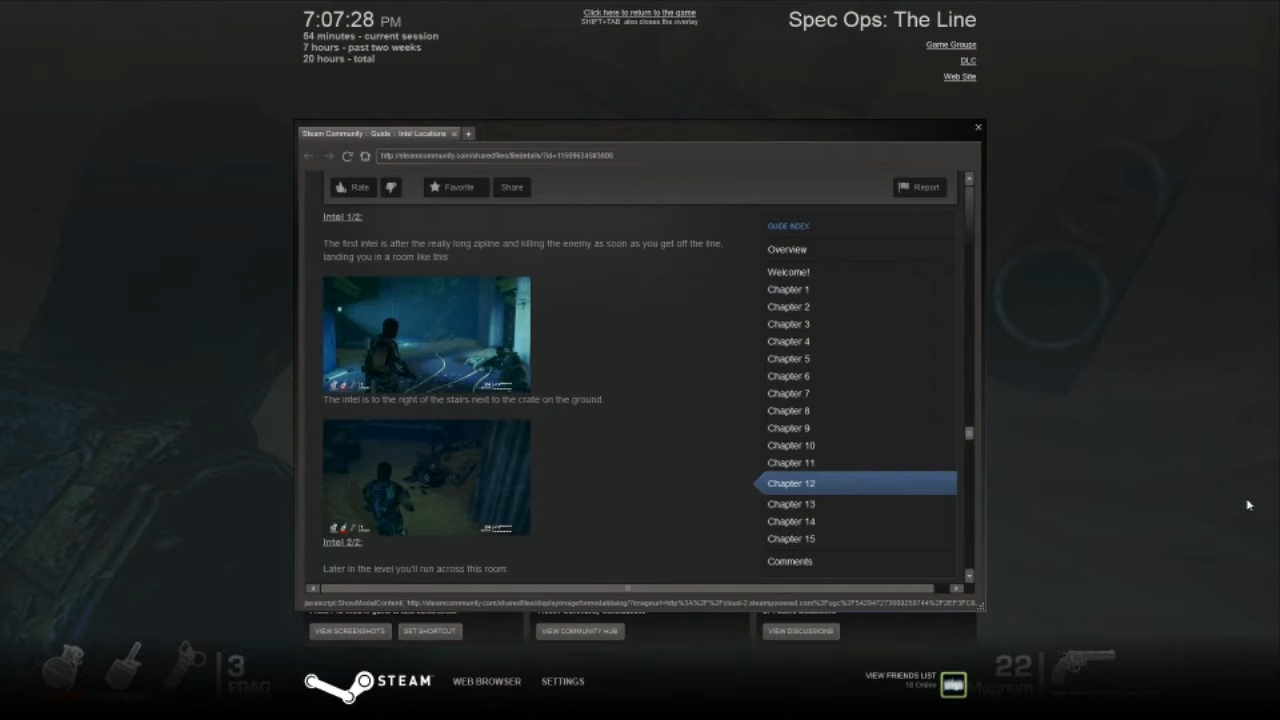 7:07:28 PM
54 minutes - current session
7 hours - past two weeks
20 hours - total
Click here to return to the game
SHIFT+TAB also closes the overlay
Spec Ops: The Line
Game Groups
DLC
Web Site
Steam Community :: Guide :: Intel Locations
Rate
Favorite
Share
Report
Intel 1/2:
The first intel is after the really long zipline and killing the enemy as soon as you get off the line,
landing you in a room like this:
The intel is to the right of the stairs next to the crate on the ground.
Intel 2/2:
Later in the level you'll run across this room:
GUIDE INDEX
Overview
Welcome!
Chapter 1
Chapter 2
Chapter 3
Chapter 4
Chapter 5
Chapter 6
Chapter 7
Chapter 8
Chapter 9
Chapter 10
Chapter 11
Chapter 12
Chapter 13
Chapter 14
Chapter 15
Comments
VIEW SCREENSHOTS
GET SHORTCUT
VIEW COMMUNITY HUB
VIEW DISCUSSIONS
3
FRAG
STEAM
WEB BROWSER
SETTINGS
VIEW FRIENDS LIST
18 Online
22
Magnum